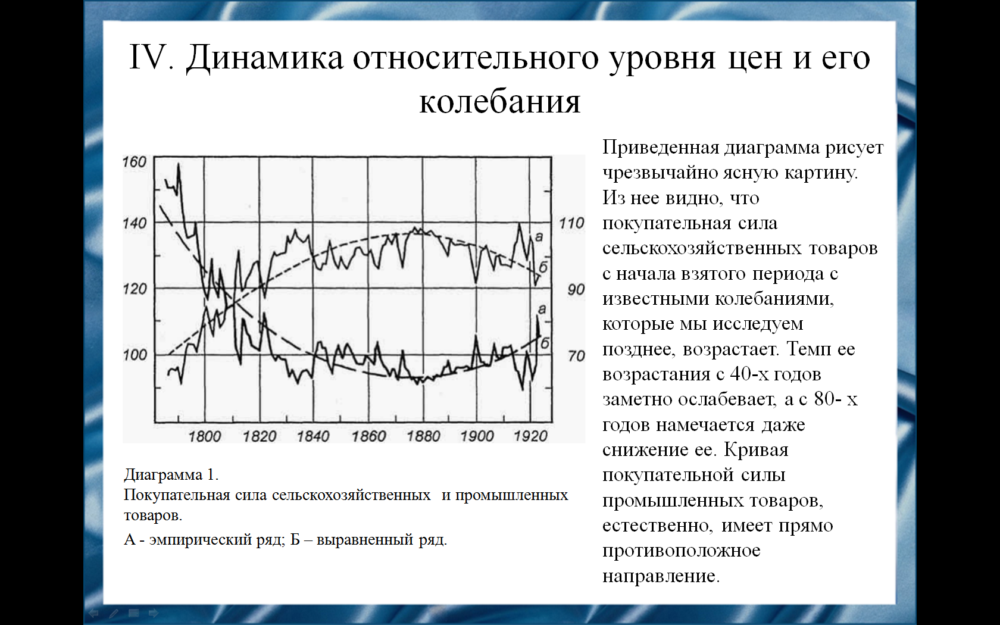 IV. Динамика относительного уровня цен и его
колебания
160
140
120
100
110
90
70
а
б
а
б
1800 1820 1840 1860 1880 1900 1920
Диаграмма 1.
Покупательная сила сельскохозяйственных и промышленных
товаров.
А - эмпирический ряд; Б – выравненный ряд.
Приведенная диаграмма рисует
чрезвычайно ясную картину.
Из нее видно, что
покупательная сила
сельскохозяйственных товаров
с начала взятого периода с
известными колебаниями,
которые мы исследуем
позднее, возрастает. Темп ее
возрастания с 40-х годов
заметно ослабевает, а с 80- х
годов намечается даже
снижение ее. Кривая
покупательной силы
промышленных товаров,
естественно, имеет прямо
противоположное
направление.